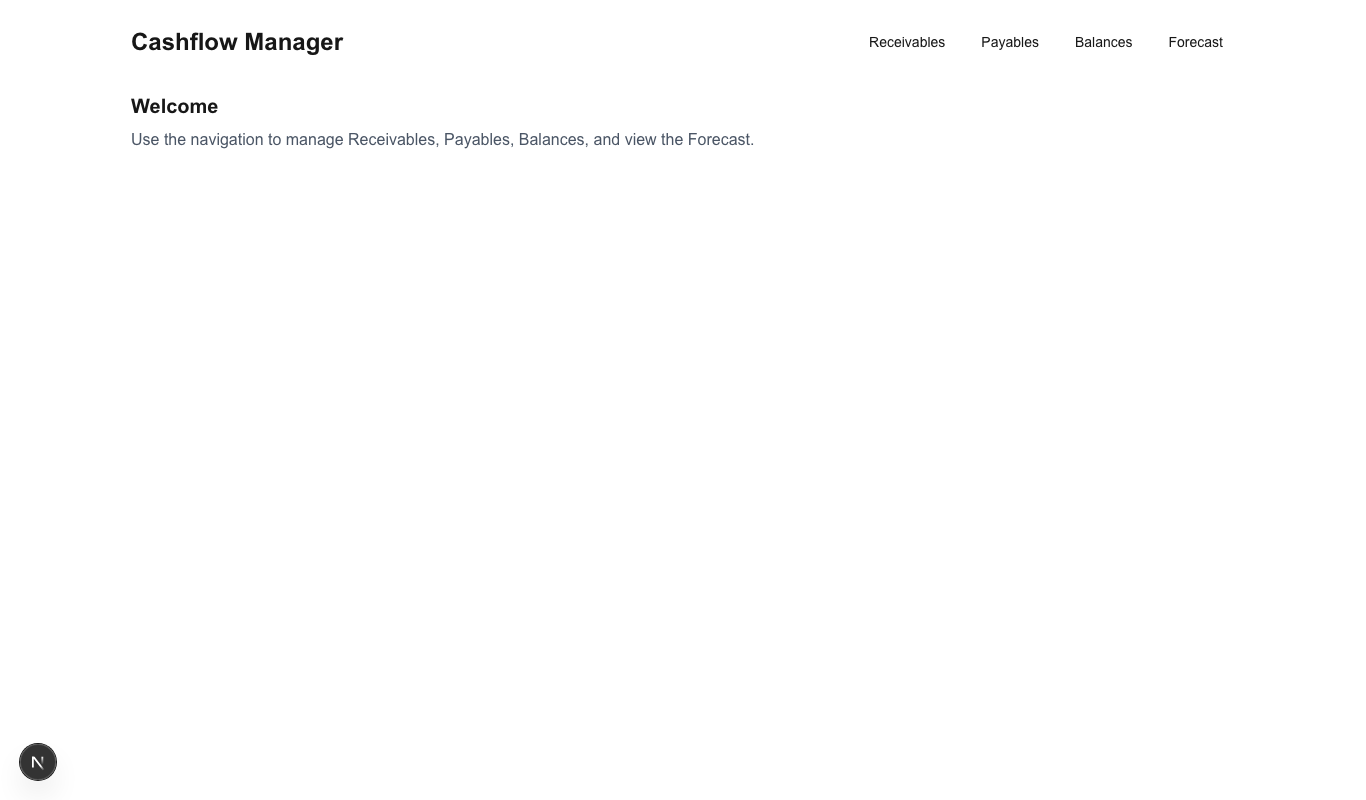 Cashflow Manager
Receivables Payables Balances Forecast
Welcome
Use the navigation to manage Receivables, Payables, Balances, and view the Forecast.
N